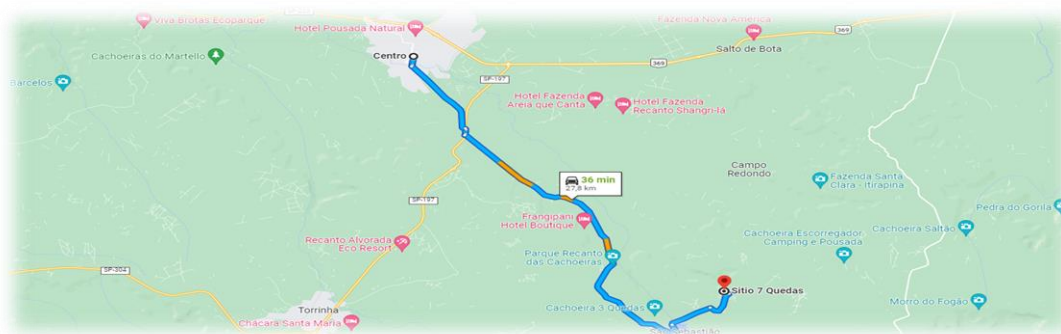 Viva Brotas Ecoparque
Hotel Pousada Natural
Fazenda Nova América
369
Salto de Bota
Centro
Cachoeiras do Martello
369
Barcelos
SP-197
Hotel Fazenda
Areia que Canta
Hotel Fazenda
Recanto Shangri-lá
Campo
Redondo
36 min
27,8 km
Fazenda Santa
Clara - Itirapina
SP-197
Pedra do Gorila
Frangipani
Hotel Boutique
Cachoeira Saltão
Cachoeira Escorregador
Camping e Pousada
Recanto Alvorada
Eco Resort
Parque Recanto
das Cachoeiras
SP-304
Sitio 7 Quedas
Morro do Fogão
Cachoeira 3 Quedas
Torrinha
Chácara Santa Maria
São Sebastião